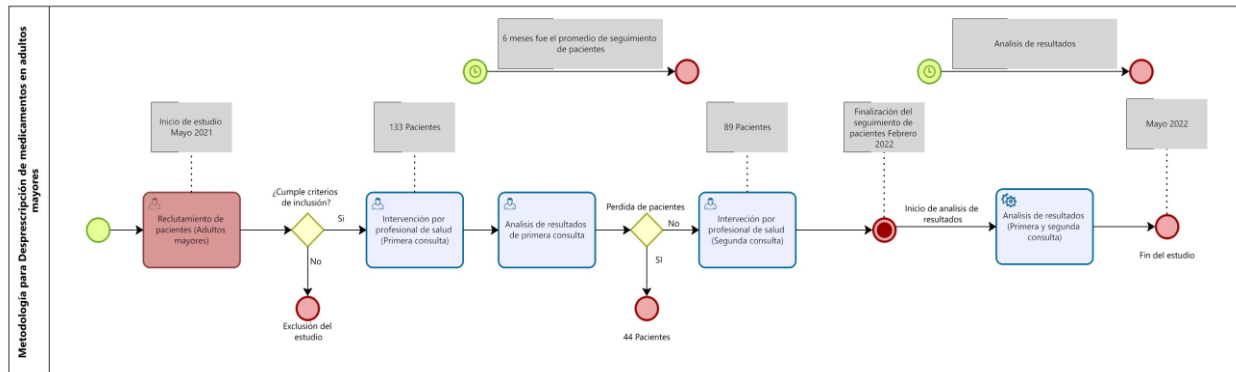 Metodología para Desprescripción de medicamentos en adultos
mayores
6 meses fue el promedio de seguimiento
de pacientes
Analisis de resultados
Inicio de estudio
Mayo 2021
133 Pacientes
89 Pacientes
Finalización del
seguimiento de
pacientes Febrero
2022
Mayo 2022
Reclutamiento de
pacientes (Adultos
mayores)
¿Cumple criterios
de inclusión?
Si
No
Exclusión del
estudio
Intervención por
profesional de salud
(Primera consulta)
Analisis de resultados
de primera consulta
Perdida de pacientes
No
SI
44 Pacientes
Intervección por
profesional de salud
(Segunda consulta)
Inicio de analisis de
resultados
Analisis de resultados
(Primera y segunda
consulta)
Fin del estudio